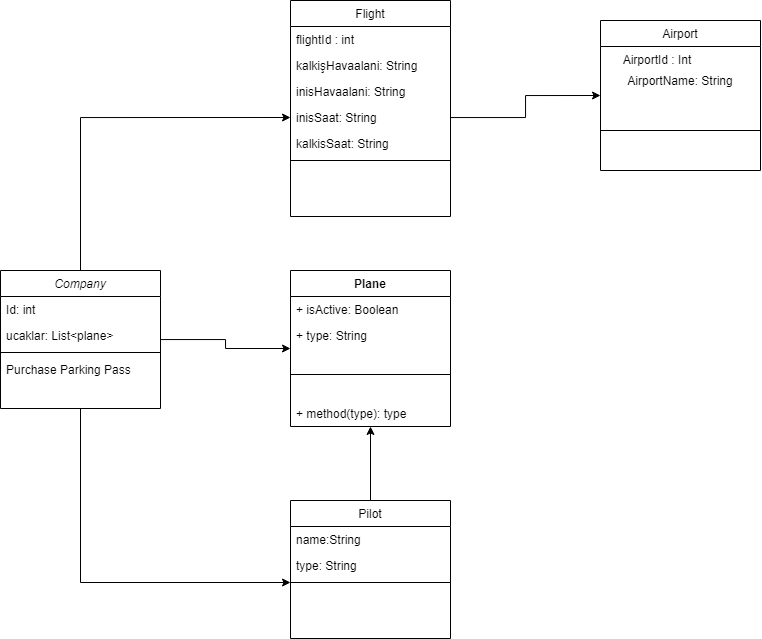 Flight
flightId : int
kalkişHavaalani: String
inisHavaalani: String
inisSaat: String
kalkisSaat: String
Airport
AirportId : Int
AirportName: String
Company
Id: int
ucaklar: List<plane>
Purchase Parking Pass
Plane
+ isActive: Boolean
+ type: String
+ method(type): type
Pilot
name:String
type: String